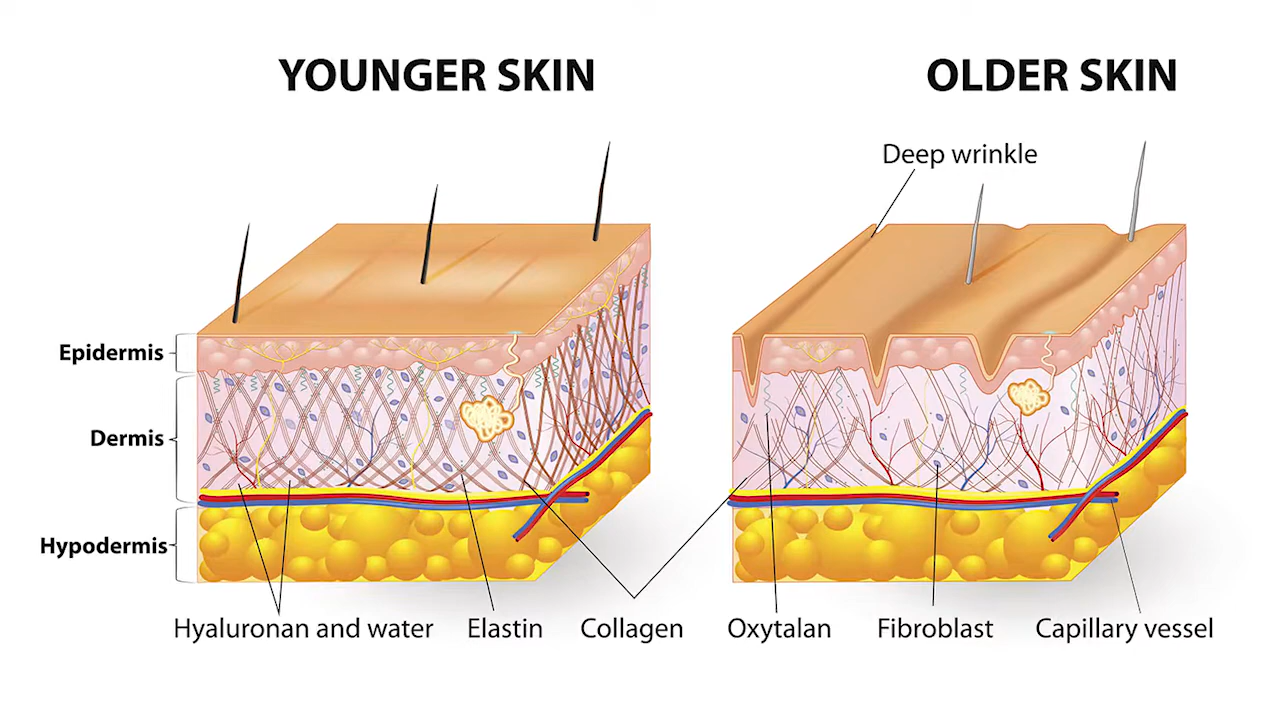 YOUNGER SKIN
OLDER SKIN
Deep wrinkle
Epidermis
Dermis
Hypodermis
Hyaluronan and water
Elastin
Collagen
Oxytalan
Fibroblast
Capillary vessel